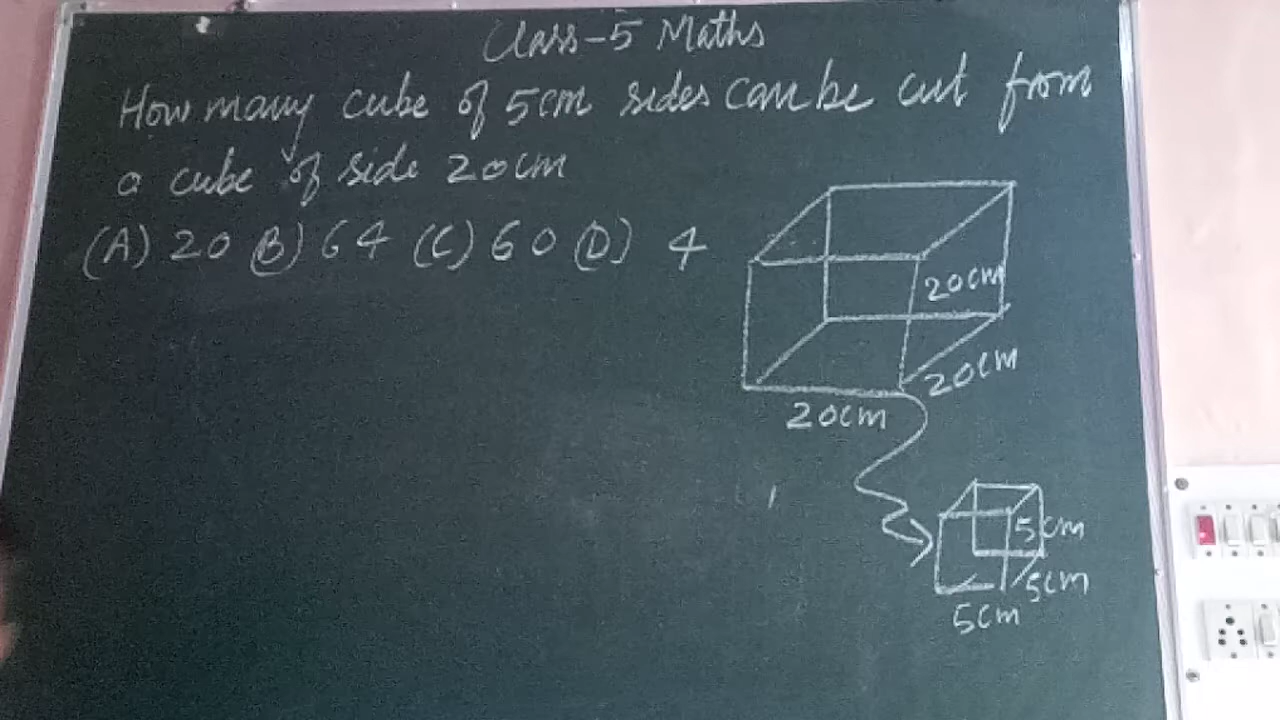 Class-5 Maths
How many cube of 5cm sides can be cut from
a cube of side 20cm
(A) 20 (B) 64 (C) 60 (D) 4
20cm
20cm
20cm
5cm
5cm
5cm